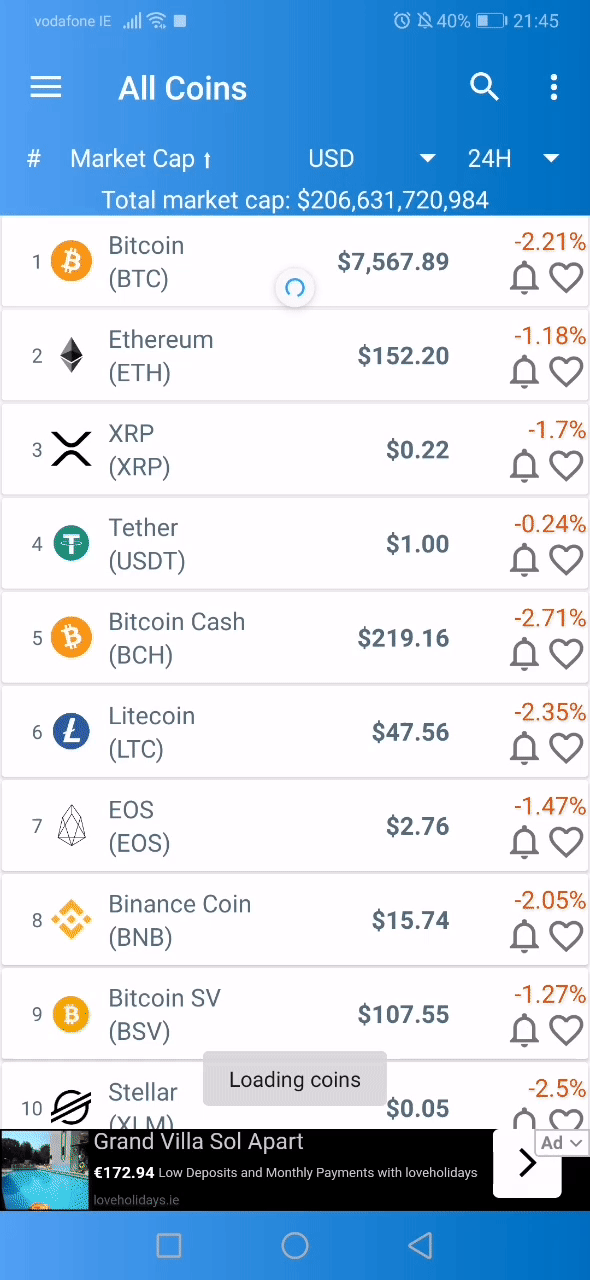 vodafone IE 40% 21:45
All Coins
# Market Cap ↑ USD 24H
Total market cap: $206,631,720,984
1 Bitcoin (BTC) $7,567.89 -2.21%
2 Ethereum (ETH) $152.20 -1.18%
3 XRP (XRP) $0.22 -1.7%
4 Tether (USDT) $1.00 -0.24%
5 Bitcoin Cash (BCH) $219.16 -2.71%
6 Litecoin (LTC) $47.56 -2.35%
7 EOS (EOS) $2.76 -1.47%
8 Binance Coin (BNB) $15.74 -2.05%
9 Bitcoin SV (BSV) $107.55 -1.27%
10 Stellar (XLM) $0.05 -2.5%
Loading coins
Ad
Grand Villa Sol Apart
€172.94 Low Deposits and Monthly Payments with loveholidays
loveholidays.ie